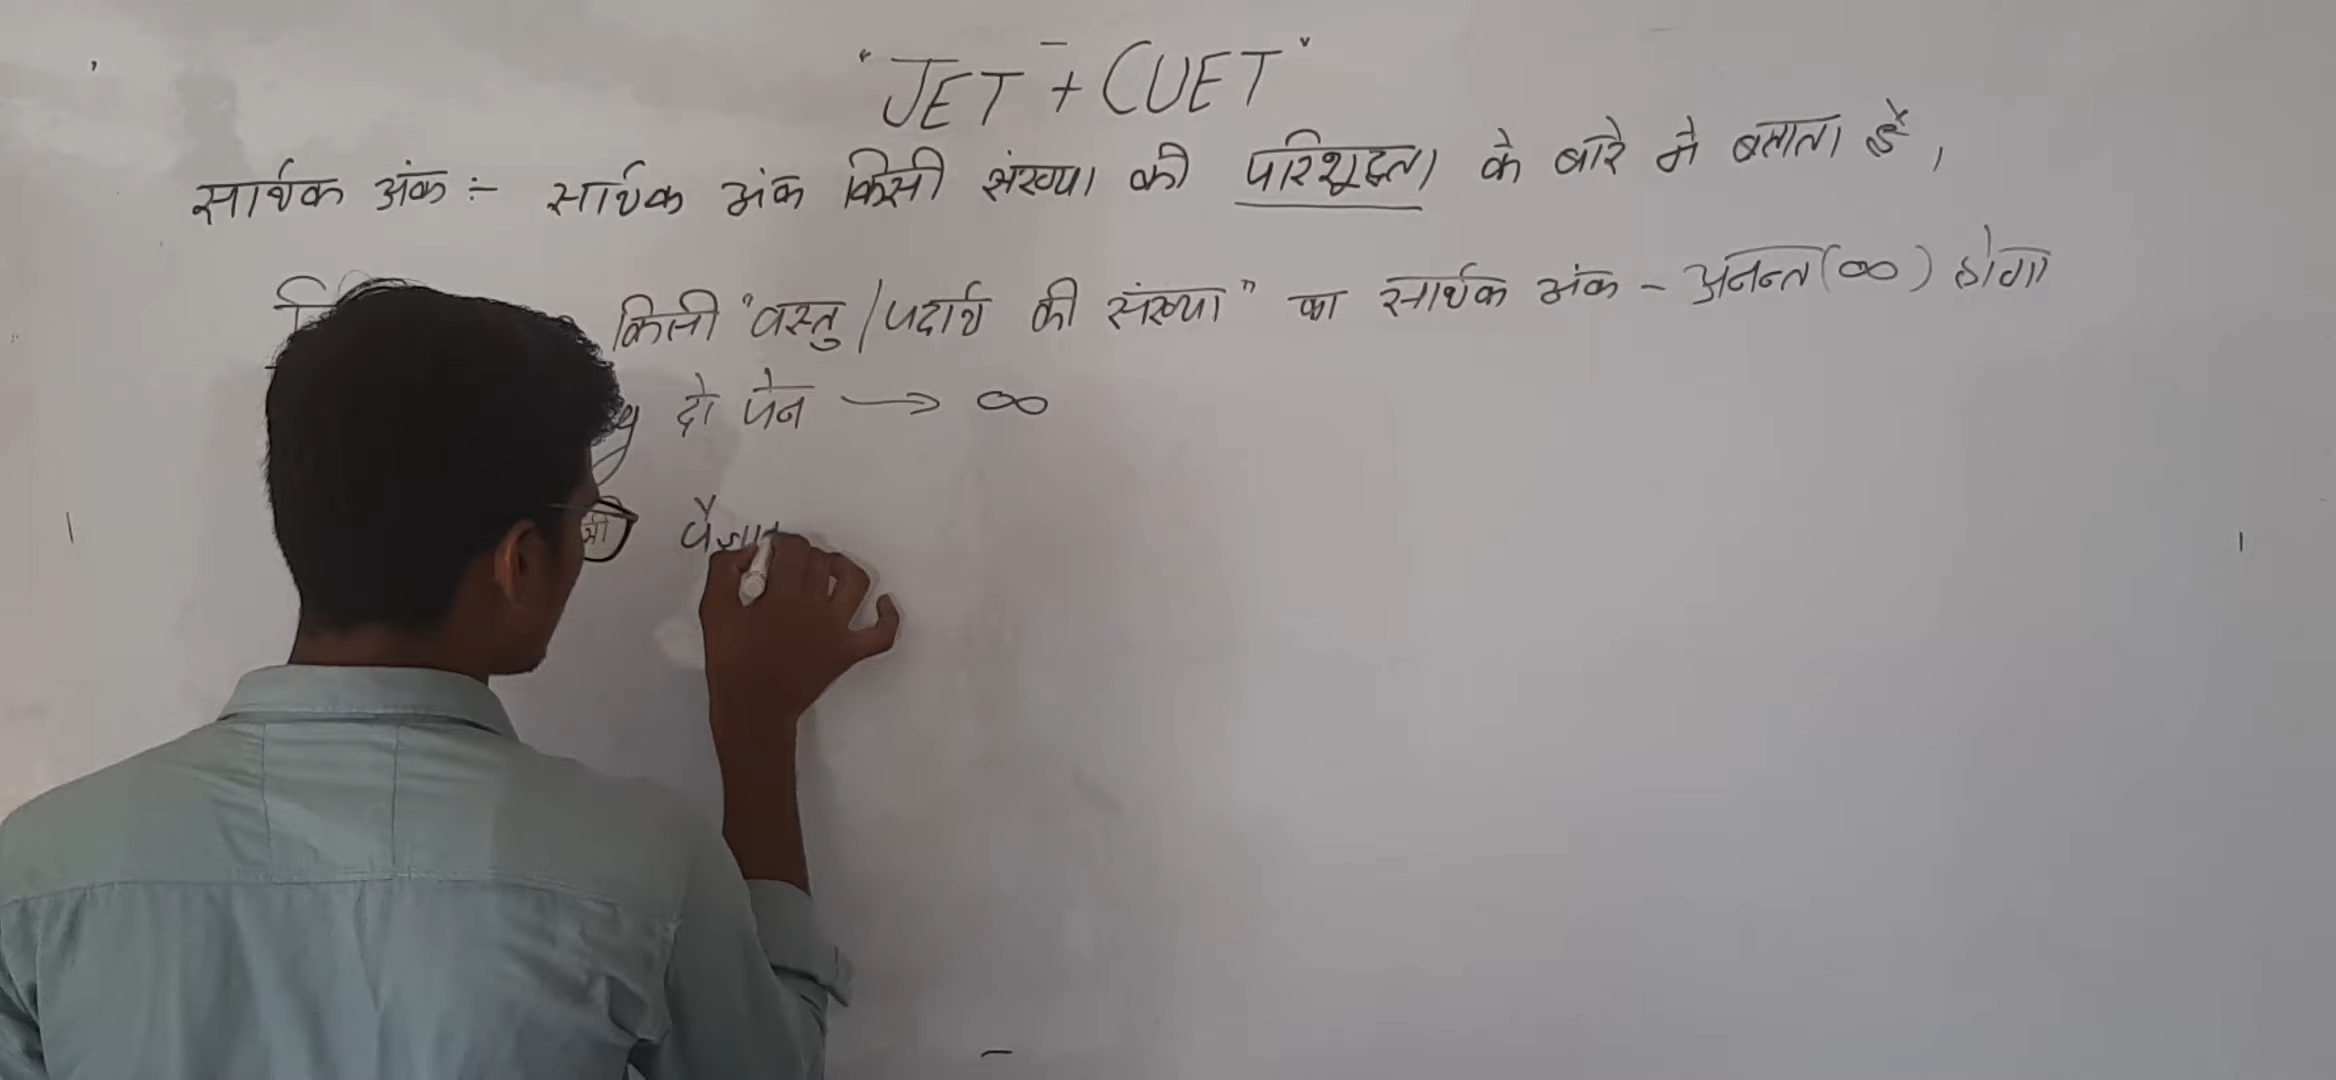 "JET + CUET"
सार्थक अंक :- सार्थक अंक किसी संख्या की परिशुद्धता के बारे मे बताता है,
किसी "वस्तु/पदार्थ की संख्या" का सार्थक अंक - अनन्त (∞) होगा
दो पेन → ∞